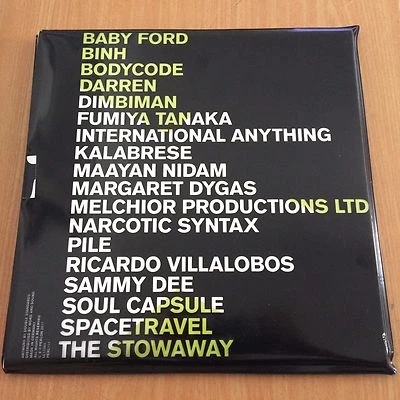 BABY FORD
BINH
BODYCODE
DARREN
DIMBIMAN
FUMIYA TANAKA
INTERNATIONAL ANYTHING
KALABRESE
MAAYAN NIDAM
MARGARET DYGAS
MELCHIOR PRODUCTIONS LTD
NARCOTIC SYNTAX
PILE
RICARDO VILLALOBOS
SAMMY DEE
SOUL CAPSULE
SPACETRAVEL
THE STOWAWAY